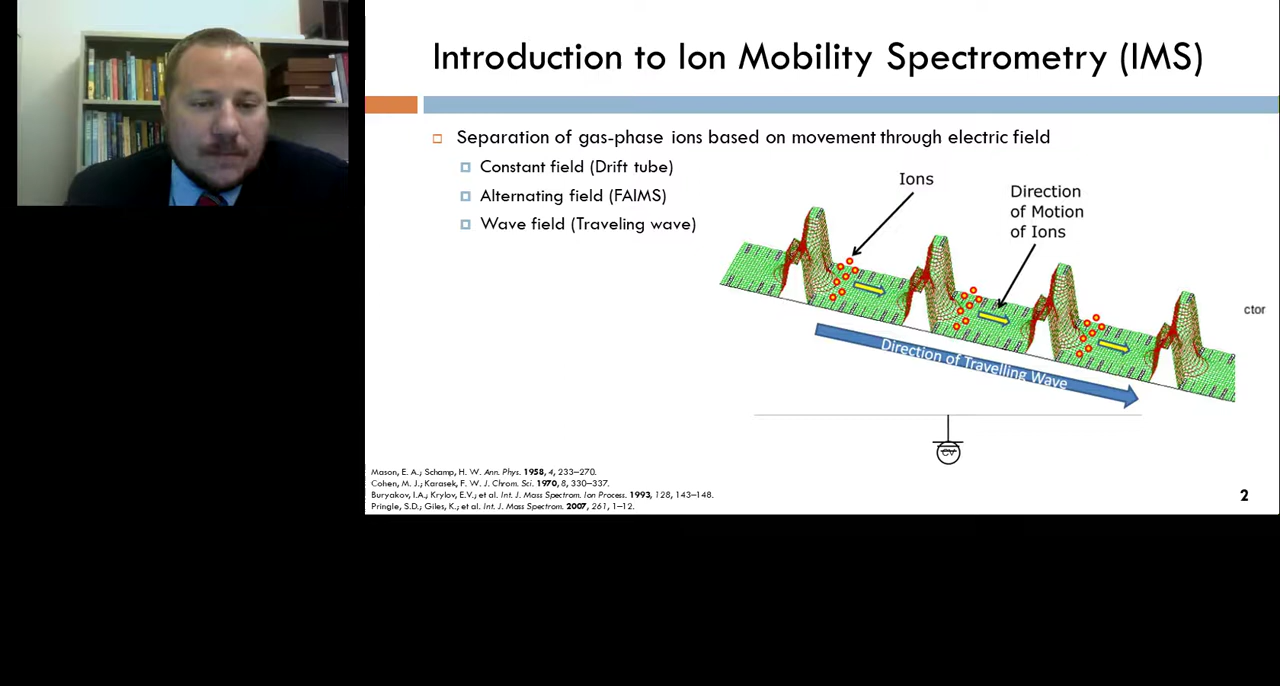 Introduction to Ion Mobility Spectrometry (IMS)
Separation of gas-phase ions based on movement through electric field
Constant field (Drift tube)
Alternating field (FAIMS)
Wave field (Traveling wave)
Ions
Direction
of Motion
of Ions
ctor
Direction of Travelling Wave
CV
Mason, E. A.; Schamp, H. W. Ann. Phys. 1958, 4, 233–270.
Cohen, M. J.; Karasek, F. W. J. Chrom. Sci. 1970, 8, 330–337.
Buryakov, I.A.; Krylov, E.V.; et al. Int. J. Mass Spectrom. Ion Process. 1993, 128, 143–148.
Pringle, S.D.; Giles, K.; et al. Int. J. Mass Spectrom. 2007, 261, 1–12.
2